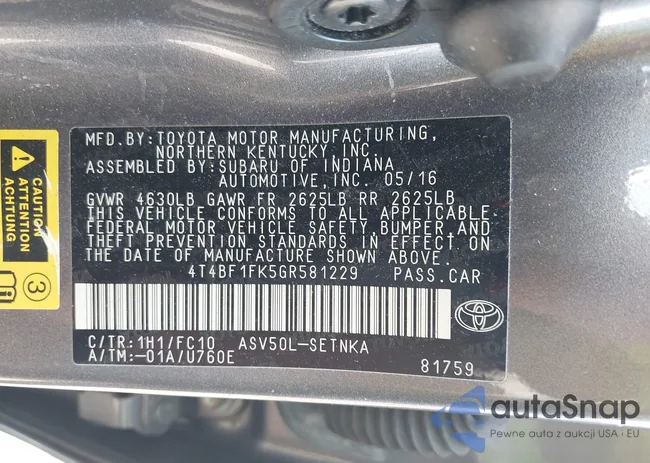 MFD.BY:TOYOTA MOTOR MANUFACTURING,
NORTHERN KENTUCKY, INC.
ASSEMBLED BY:SUBARU OF INDIANA
AUTOMOTIVE,INC. 05/16
GVWR 4630LB GAWR FR 2625LB RR 2625LB
THIS VEHICLE CONFORMS TO ALL APPLICABLE
FEDERAL MOTOR VEHICLE SAFETY,BUMPER,AND
THEFT PREVENTION STANDARDS IN EFFECT ON
THE DATE OF MANUFACTURE SHOWN ABOVE.
4T4BF1FK5GR581229 PASS.CAR
C/TR:1H1/FC10 ASV50L-SETNKA
A/TM:-01A/U760E
81759
CAUTION
ATTENTION
ACHTUNG
3
autaSnap
Pewne auta z aukcji USA i EU